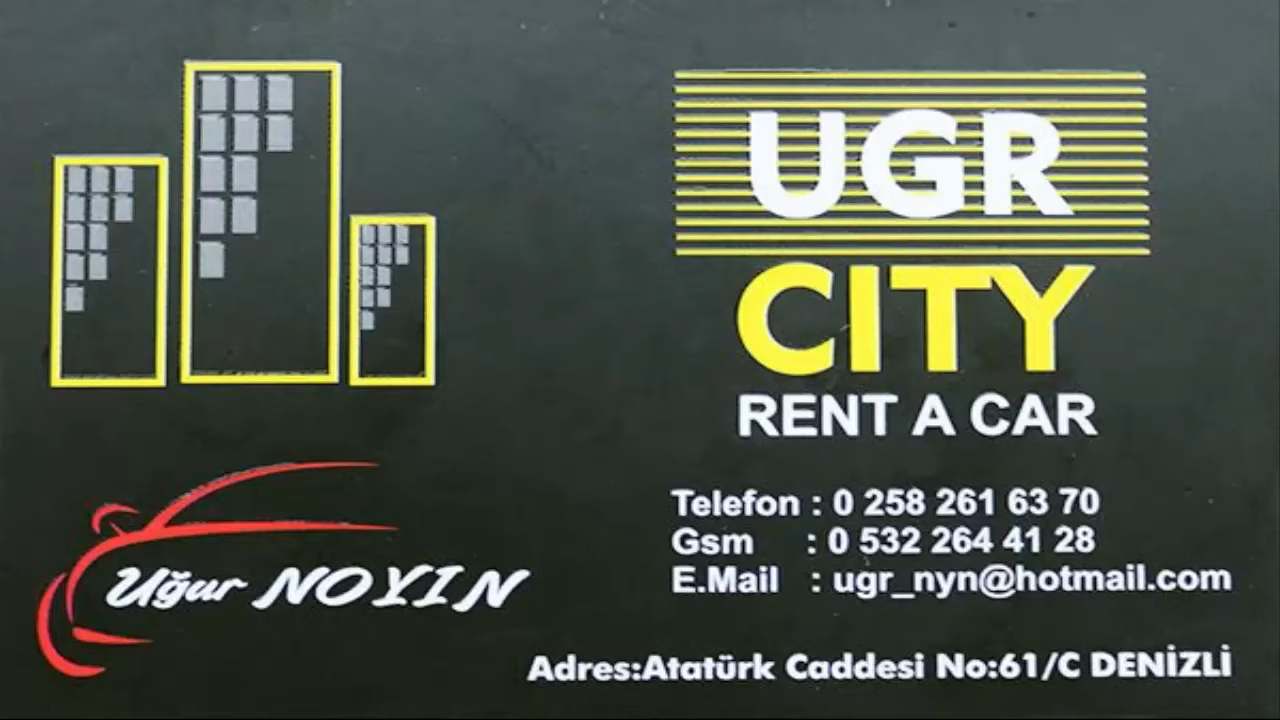 UGR
CITY
RENT A CAR
Uğur NOYIN
Telefon : 0 258 261 63 70
Gsm : 0 532 264 41 28
E.Mail : ugr_nyn@hotmail.com
Adres:Atatürk Caddesi No:61/C DENİZLİ